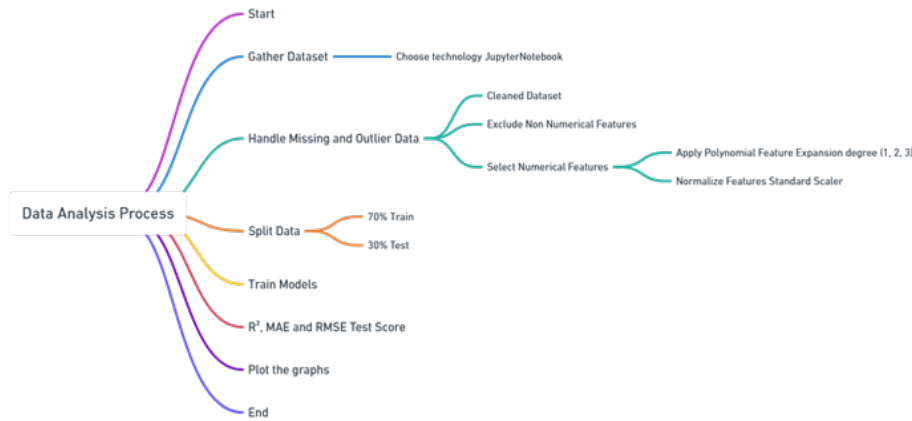 Start
Gather Dataset
Choose technology JupyterNotebook
Cleaned Dataset
Handle Missing and Outlier Data
Exclude Non Numerical Features
Select Numerical Features
Apply Polynomial Feature Expansion degree (1, 2, 3)
Normalize Features Standard Scaler
Data Analysis Process
Split Data
70% Train
30% Test
Train Models
R², MAE and RMSE Test Score
Plot the graphs
End